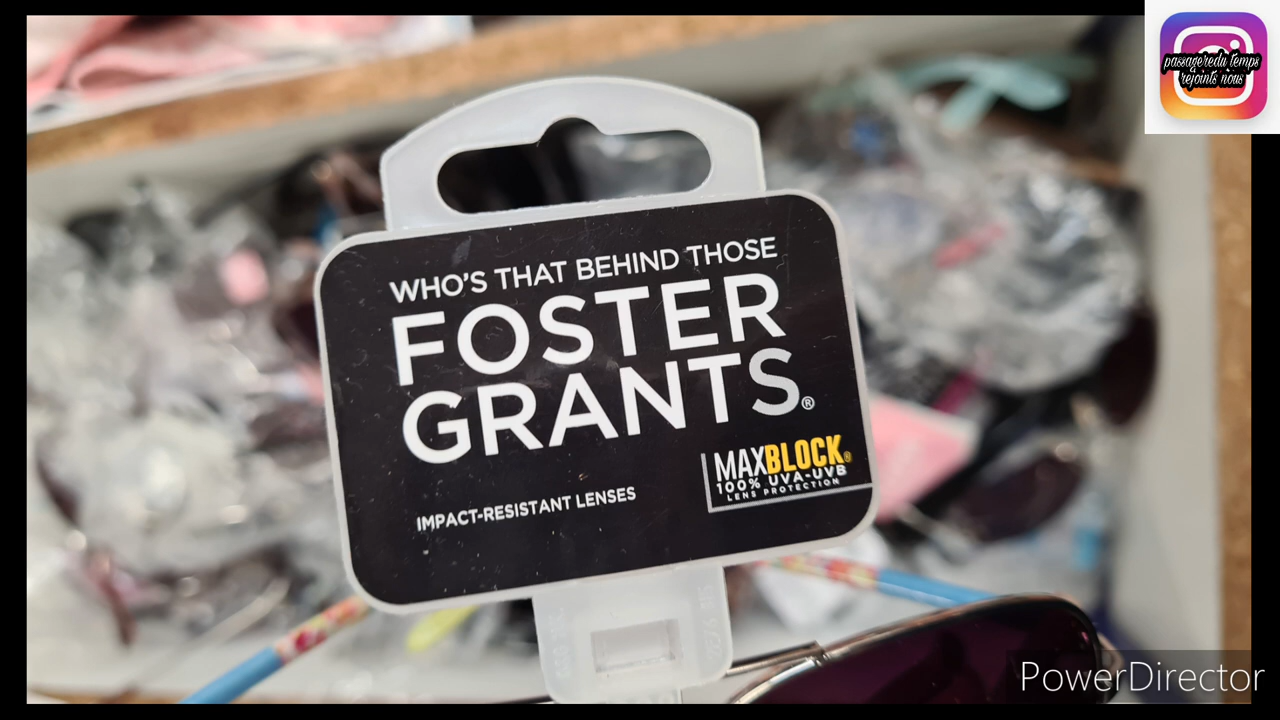 passageredu temps
rejoints nous
WHO'S THAT BEHIND THOSE
FOSTER
GRANTS®
MAXBLOCK®
100% UVA-UVB
LENS PROTECTION
IMPACT-RESISTANT LENSES
PowerDirector